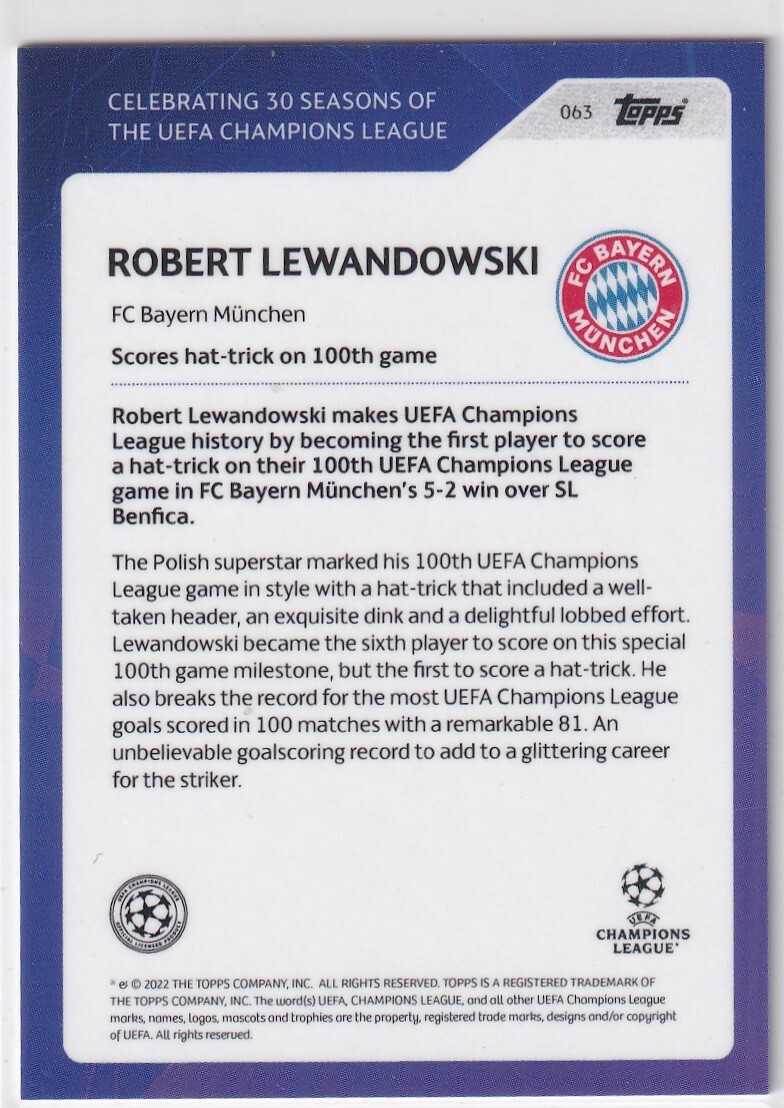 CELEBRATING 30 SEASONS OF
THE UEFA CHAMPIONS LEAGUE
063 Topps®
ROBERT LEWANDOWSKI
FC BAYERN
MÜNCHEN
FC Bayern München
Scores hat-trick on 100th game
Robert Lewandowski makes UEFA Champions
League history by becoming the first player to score
a hat-trick on their 100th UEFA Champions League
game in FC Bayern München's 5-2 win over SL
Benfica.
The Polish superstar marked his 100th UEFA Champions
League game in style with a hat-trick that included a well-
taken header, an exquisite dink and a delightful lobbed effort.
Lewandowski became the sixth player to score on this special
100th game milestone, but the first to score a hat-trick. He
also breaks the record for the most UEFA Champions League
goals scored in 100 matches with a remarkable 81. An
unbelievable goalscoring record to add to a glittering career
for the striker.
UEFA CHAMPIONS LEAGUE
OFFICIAL LICENSED PRODUCT
UEFA
CHAMPIONS
LEAGUE®
® & © 2022 THE TOPPS COMPANY, INC. ALL RIGHTS RESERVED. TOPPS IS A REGISTERED TRADEMARK OF
THE TOPPS COMPANY, INC. The word(s) UEFA, CHAMPIONS LEAGUE, and all other UEFA Champions League
marks, names, logos, mascots and trophies are the property, registered trade marks, designs and/or copyright
of UEFA. All rights reserved.